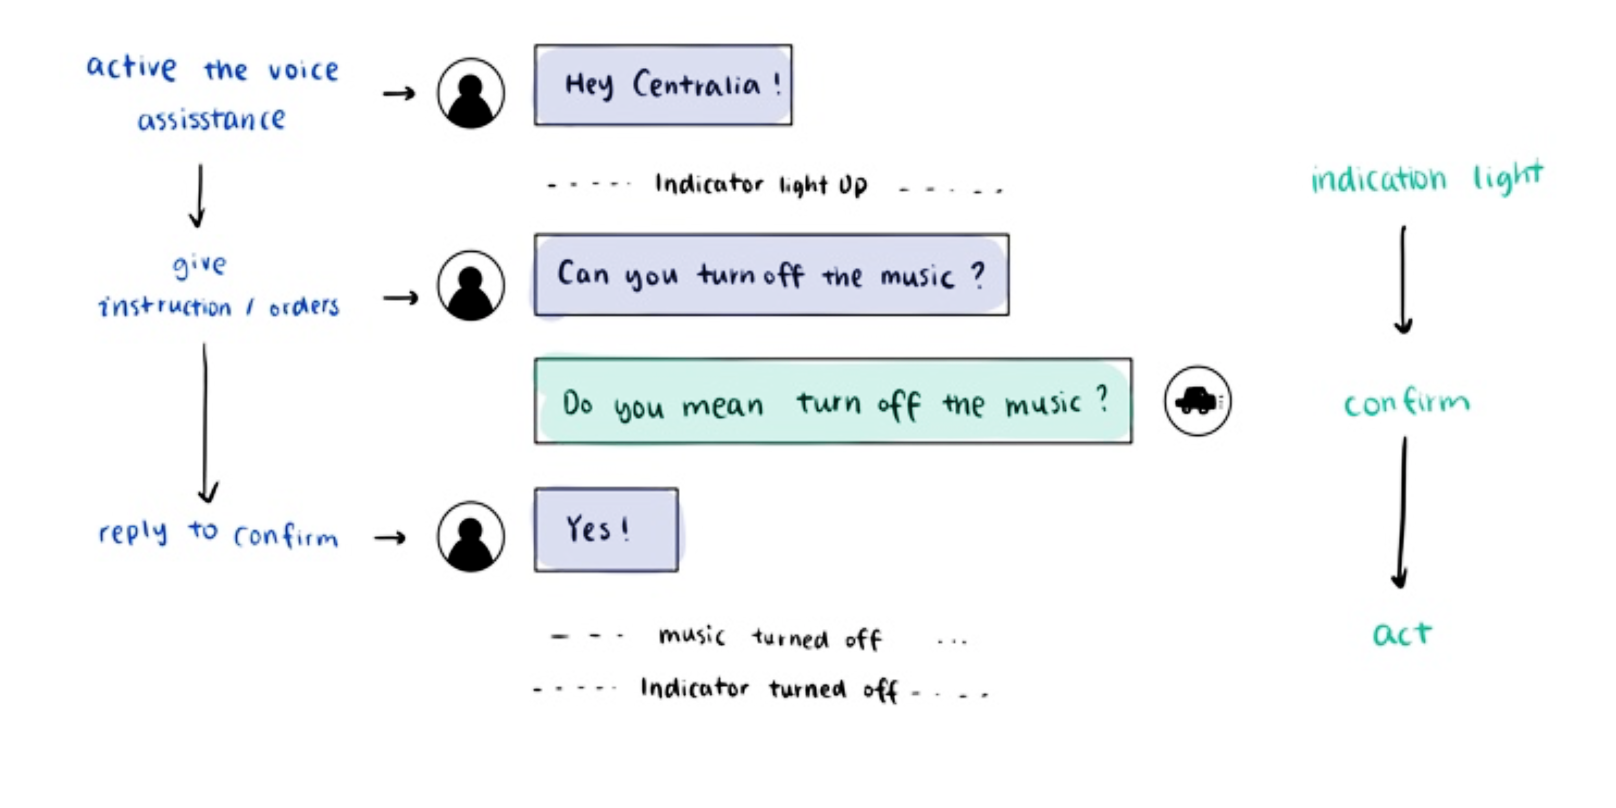 active the voice
assisstance
Hey Centralia!
Indicator light Up
indication light
give
instruction / orders
Can you turn off the music ?
Do you mean turn off the music ?
confirm
reply to confirm
Yes!
music turned off ...
act
Indicator turned off